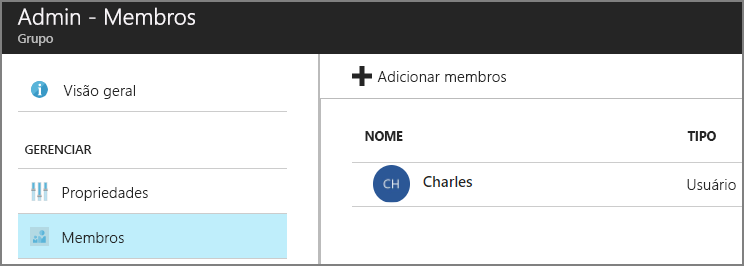 Admin - Membros
Grupo
Visão geral
GERENCIAR
Propriedades
Membros
Adicionar membros
NOME TIPO
CH Charles Usuário